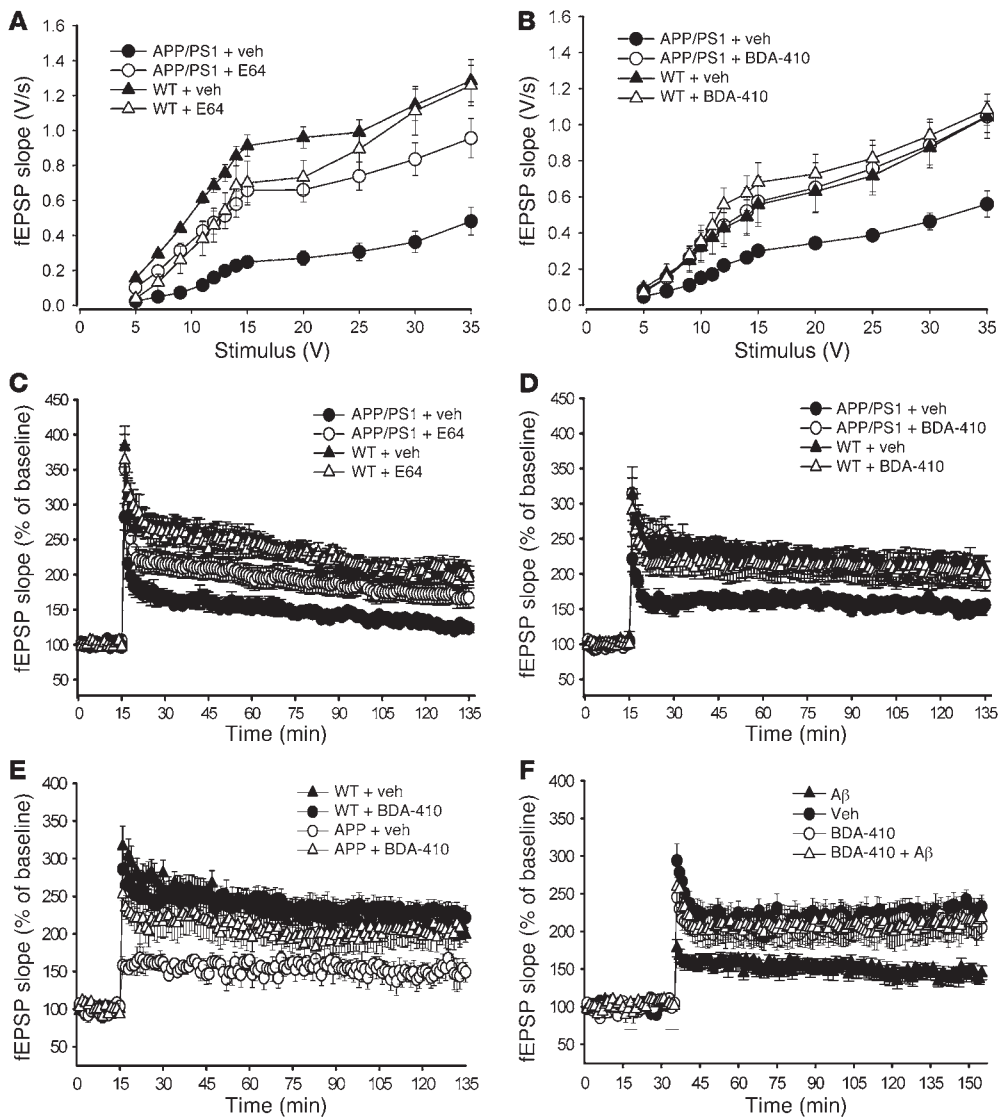 A
fEPSP slope (V/s)
1.6
1.4
1.2
1.0
0.8
0.6
0.4
0.2
0.0
APP/PS1 + veh
APP/PS1 + E64
WT + veh
WT + E64
0 5 10 15 20 25 30 35
Stimulus (V)
B
fEPSP slope (V/s)
1.6
1.4
1.2
1.0
0.8
0.6
0.4
0.2
0.0
APP/PS1 + veh
APP/PS1 + BDA-410
WT + veh
WT + BDA-410
0 5 10 15 20 25 30 35
Stimulus (V)
C
fEPSP slope (% of baseline)
450
400
350
300
250
200
150
100
50
APP/PS1 + veh
APP/PS1 + E64
WT + veh
WT + E64
0 15 30 45 60 75 90 105 120 135
Time (min)
D
fEPSP slope (% of baseline)
450
400
350
300
250
200
150
100
50
APP/PS1 + veh
APP/PS1 + BDA-410
WT + veh
WT + BDA-410
0 15 30 45 60 75 90 105 120 135
Time (min)
E
fEPSP slope (% of baseline)
400
350
300
250
200
150
100
50
WT + veh
WT + BDA-410
APP + veh
APP + BDA-410
0 15 30 45 60 75 90 105 120 135
Time (min)
F
fEPSP slope (% of baseline)
400
350
300
250
200
150
100
50
Aβ
Veh
BDA-410
BDA-410 + Aβ
0 15 30 45 60 75 90 105 120 135 150
Time (min)